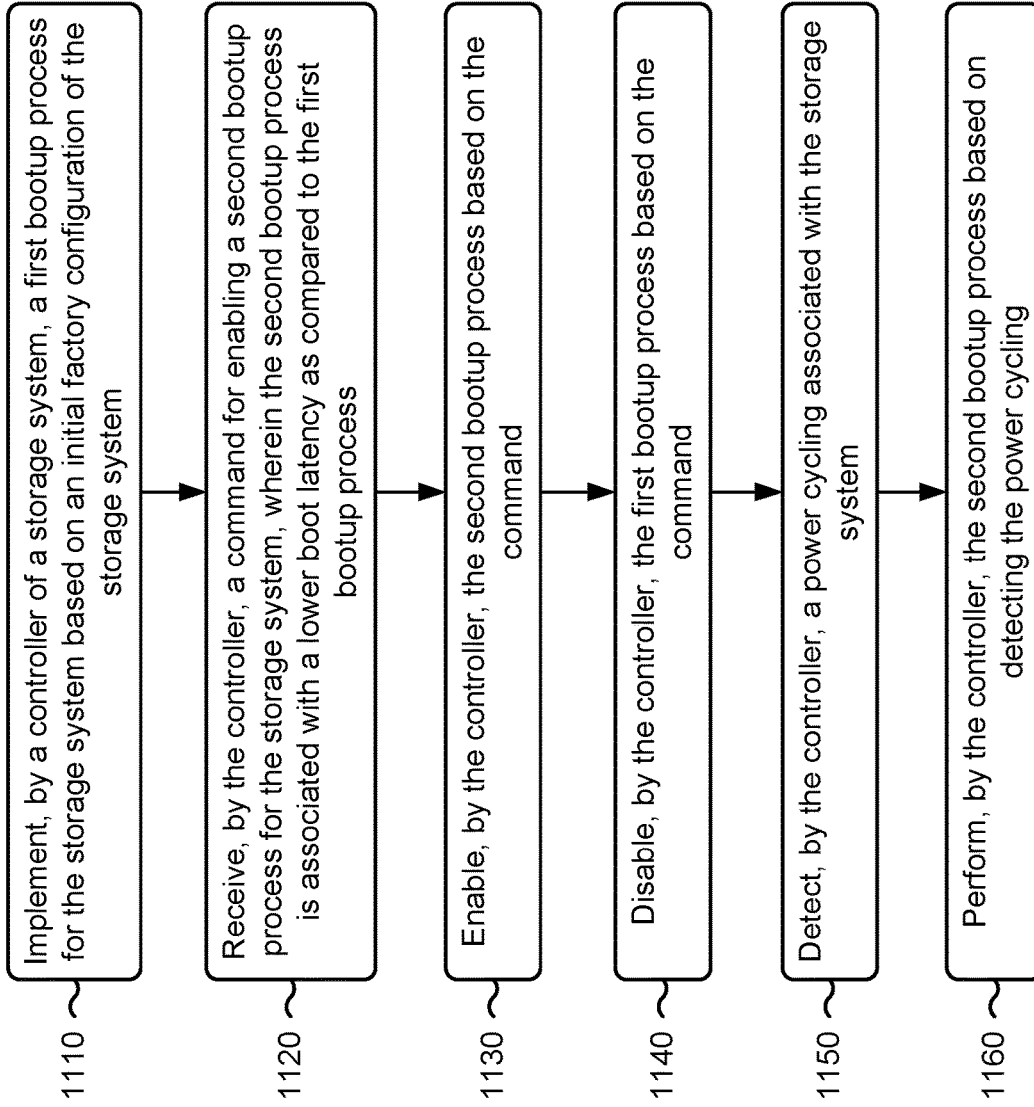 1110
Implement, by a controller of a storage system, a first bootup process
for the storage system based on an initial factory configuration of the
storage system
1120
Receive, by the controller, a command for enabling a second bootup
process for the storage system, wherein the second bootup process
is associated with a lower boot latency as compared to the first
bootup process
1130
Enable, by the controller, the second bootup process based on the
command
1140
Disable, by the controller, the first bootup process based on the
command
1150
Detect, by the controller, a power cycling associated with the storage
system
1160
Perform, by the controller, the second bootup process based on
detecting the power cycling